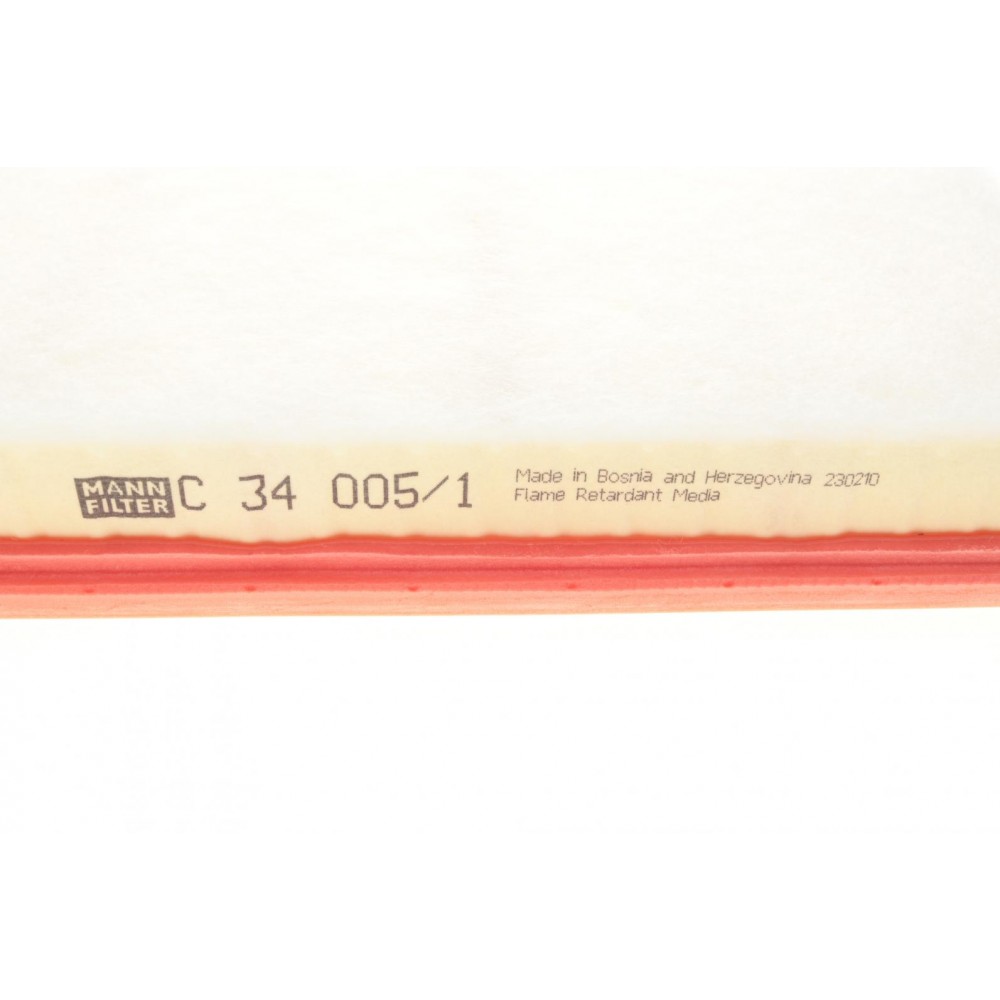 MANN
FILTER
C 34 005/1
Made in Bosnia and Herzegovina 230210
Flame Retardant Media